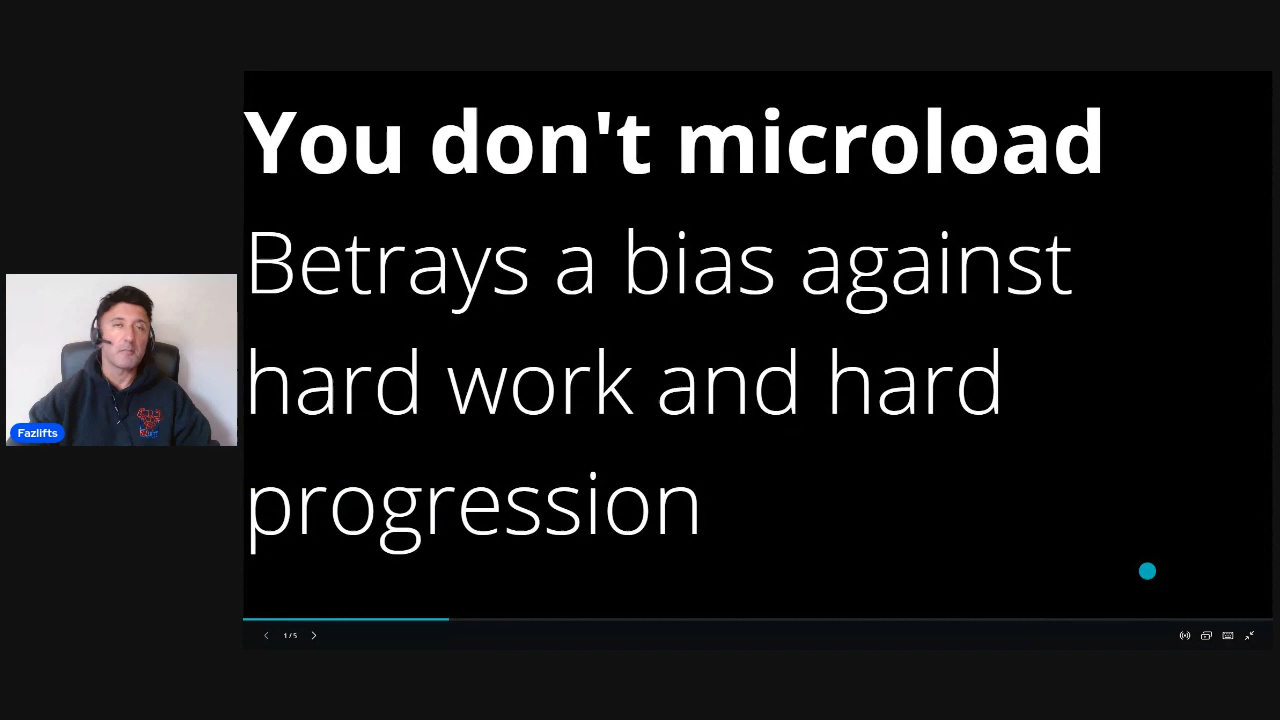 You don't microload
Betrays a bias against
hard work and hard
progression
Fazlifts
1/5